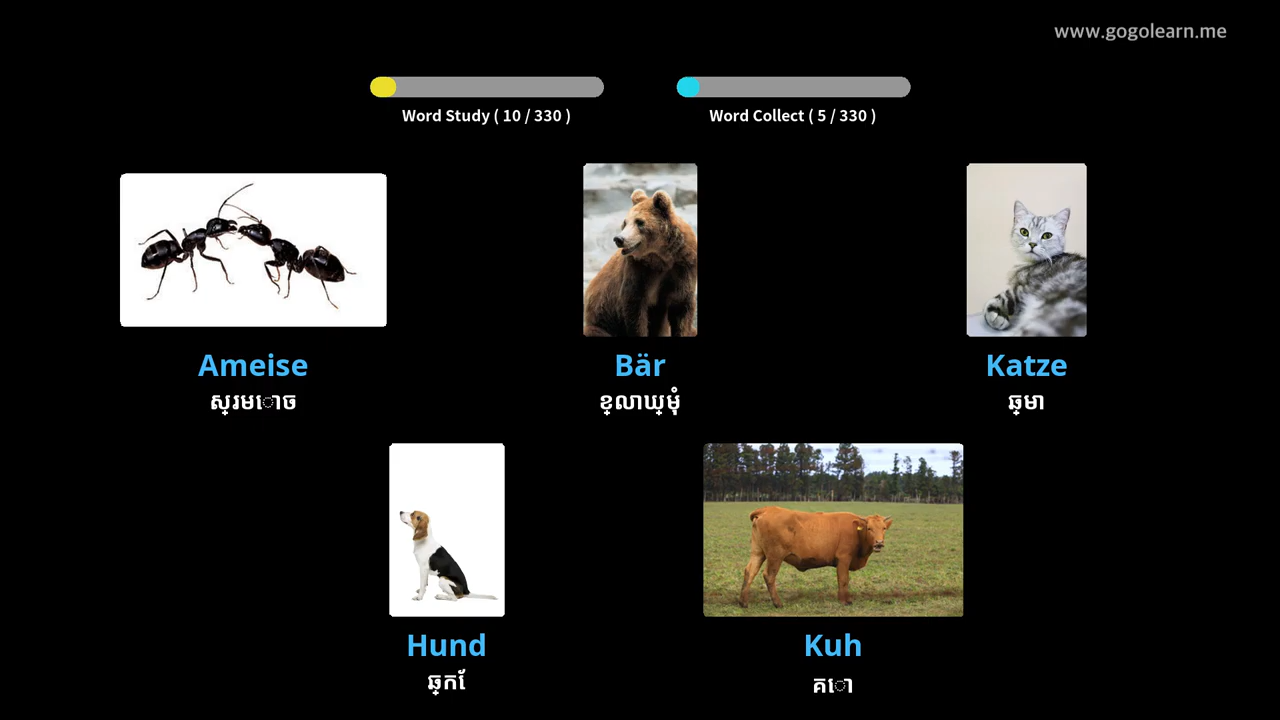 www.gogolearn.me
Word Study ( 10 / 330 )
Word Collect ( 5 / 330 )
Ameise
Bär
Katze
ស្រមោច
ខ្លាឃ្មុំ
ឆ្មា
Hund
Kuh
ឆ្កែ
គោ